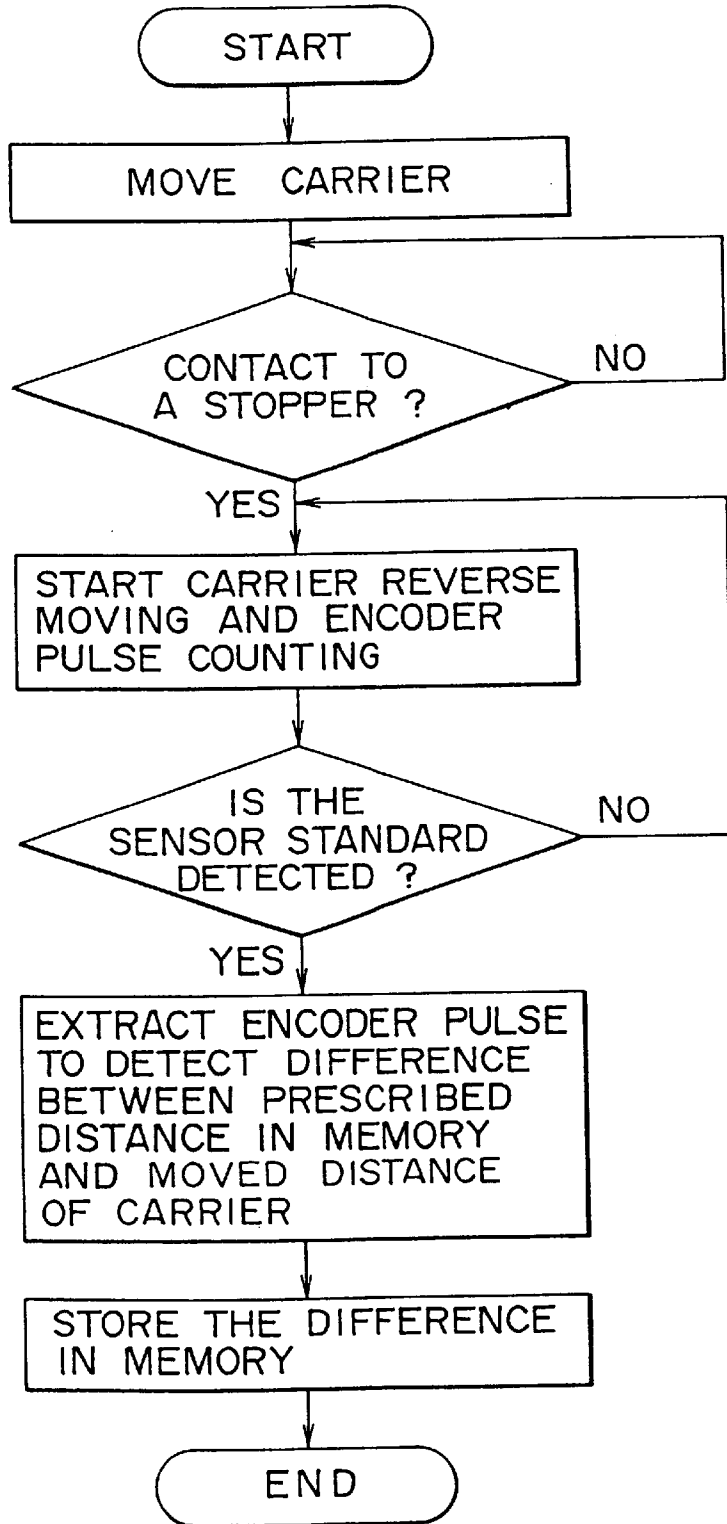 START
MOVE CARRIER
CONTACT TO
A STOPPER ?
NO
YES
START CARRIER REVERSE
MOVING AND ENCODER
PULSE COUNTING
IS THE
SENSOR STANDARD
DETECTED ?
NO
YES
EXTRACT ENCODER PULSE
TO DETECT DIFFERENCE
BETWEEN PRESCRIBED
DISTANCE IN MEMORY
AND MOVED DISTANCE
OF CARRIER
STORE THE DIFFERENCE
IN MEMORY
END